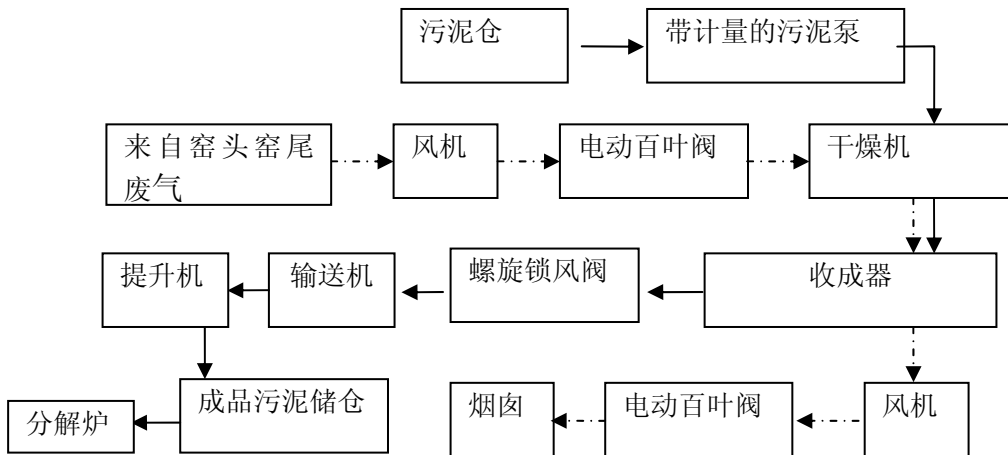 污泥仓
带计量的污泥泵
来自窑头窑尾
废气
风机
电动百叶阀
干燥机
提升机
输送机
螺旋锁风阀
收成器
分解炉
成品污泥储仓
烟囱
电动百叶阀
风机